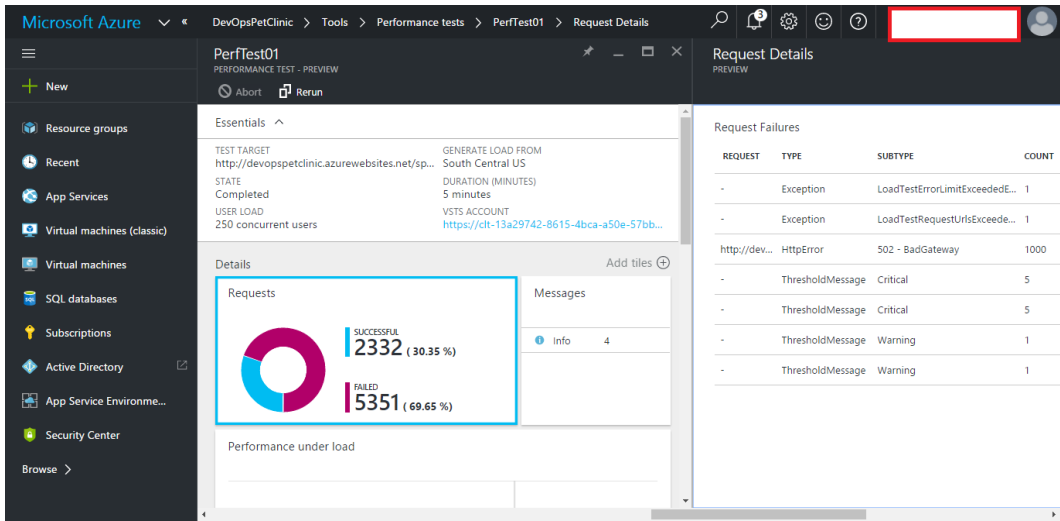 Microsoft Azure
DevOpsPetClinic > Tools > Performance tests > PerfTest01 > Request Details
3
New
Resource groups
Recent
App Services
Virtual machines (classic)
Virtual machines
SQL databases
Subscriptions
Active Directory
App Service Environme...
Security Center
Browse >
PerfTest01
PERFORMANCE TEST - PREVIEW
Abort Rerun
Essentials
TEST TARGET GENERATE LOAD FROM
http://devopspetclinic.azurewebsites.net/sp... South Central US
STATE DURATION (MINUTES)
Completed 5 minutes
USER LOAD VSTS ACCOUNT
250 concurrent users https://clt-13a29742-8615-4bca-a50e-57bb...
Details Add tiles
Requests
SUCCESSFUL
2332 ( 30.35 %)
FAILED
5351 ( 69.65 %)
Messages
Info 4
Performance under load
Request Details
PREVIEW
Request Failures
REQUEST TYPE SUBTYPE COUNT
- Exception LoadTestErrorLimitExceededE... 1
- Exception LoadTestRequestUrlsExceede... 1
http://dev... HttpError 502 - BadGateway 1000
- ThresholdMessage Critical 5
- ThresholdMessage Critical 5
- ThresholdMessage Warning 1
- ThresholdMessage Warning 1